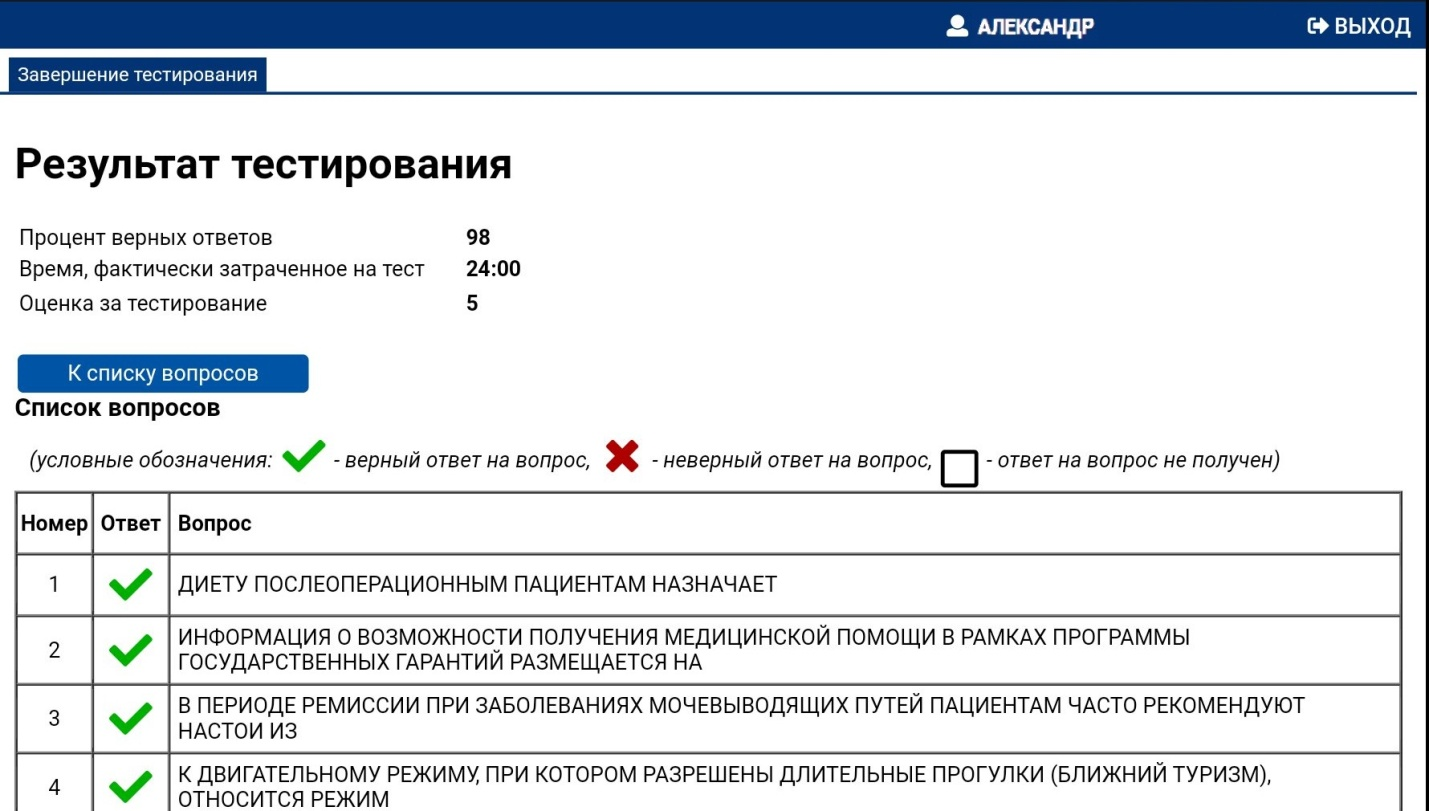 АЛЕКСАНДР
ВЫХОД
Завершение тестирования
Результат тестирования
Процент верных ответов 98
Время, фактически затраченное на тест 24:00
Оценка за тестирование 5
К списку вопросов
Список вопросов
(условные обозначения: - верный ответ на вопрос, - неверный ответ на вопрос, - ответ на вопрос не получен)
Номер Ответ Вопрос
1 ДИЕТУ ПОСЛЕОПЕРАЦИОННЫМ ПАЦИЕНТАМ НАЗНАЧАЕТ
2 ИНФОРМАЦИЯ О ВОЗМОЖНОСТИ ПОЛУЧЕНИЯ МЕДИЦИНСКОЙ ПОМОЩИ В РАМКАХ ПРОГРАММЫ
ГОСУДАРСТВЕННЫХ ГАРАНТИЙ РАЗМЕЩАЕТСЯ НА
3 В ПЕРИОДЕ РЕМИССИИ ПРИ ЗАБОЛЕВАНИЯХ МОЧЕВЫВОДЯЩИХ ПУТЕЙ ПАЦИЕНТАМ ЧАСТО РЕКОМЕНДУЮТ
НАСТОИ ИЗ
4 К ДВИГАТЕЛЬНОМУ РЕЖИМУ, ПРИ КОТОРОМ РАЗРЕШЕНЫ ДЛИТЕЛЬНЫЕ ПРОГУЛКИ (БЛИЖНИЙ ТУРИЗМ),
ОТНОСИТСЯ РЕЖИМ